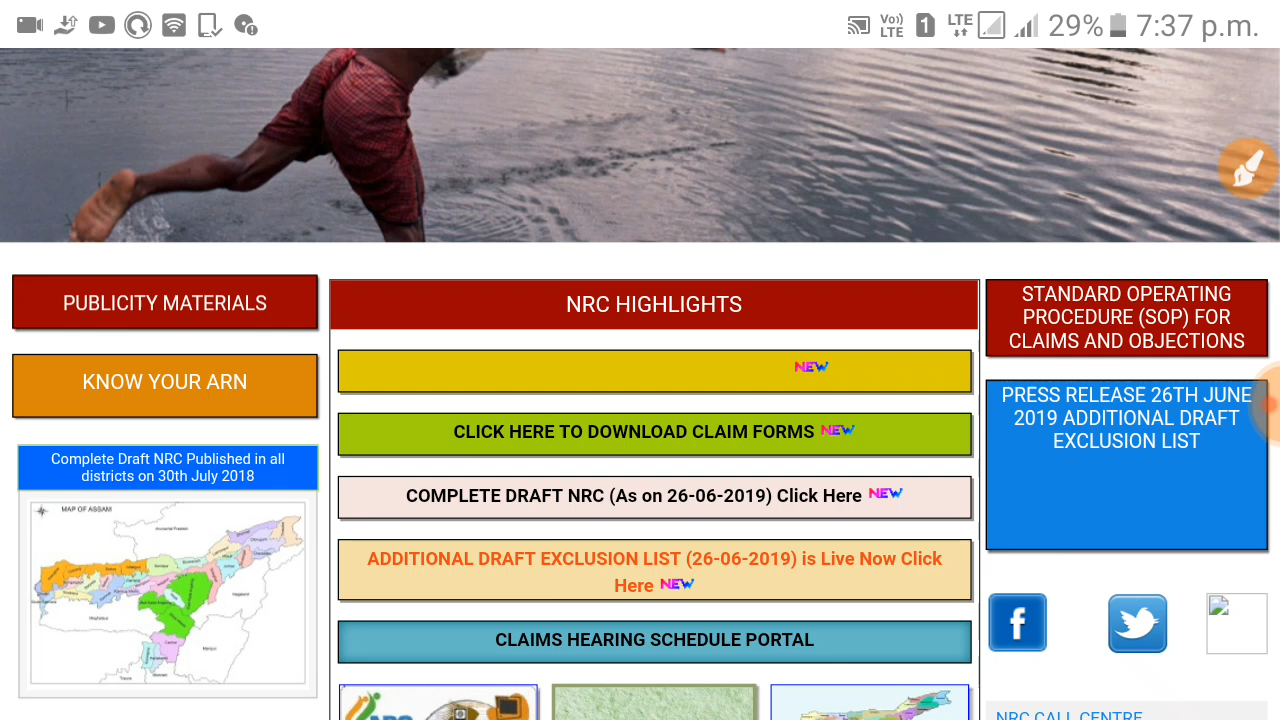 Vo))
LTE
1
LTE
29%
7:37 p.m.
PUBLICITY MATERIALS
KNOW YOUR ARN
Complete Draft NRC Published in all
districts on 30th July 2018
MAP OF ASSAM
NRC HIGHLIGHTS
NEW
CLICK HERE TO DOWNLOAD CLAIM FORMS NEW
COMPLETE DRAFT NRC (As on 26-06-2019) Click Here NEW
ADDITIONAL DRAFT EXCLUSION LIST (26-06-2019) is Live Now Click
Here NEW
CLAIMS HEARING SCHEDULE PORTAL
STANDARD OPERATING
PROCEDURE (SOP) FOR
CLAIMS AND OBJECTIONS
PRESS RELEASE 26TH JUNE
2019 ADDITIONAL DRAFT
EXCLUSION LIST
NRC CALL CENTRE